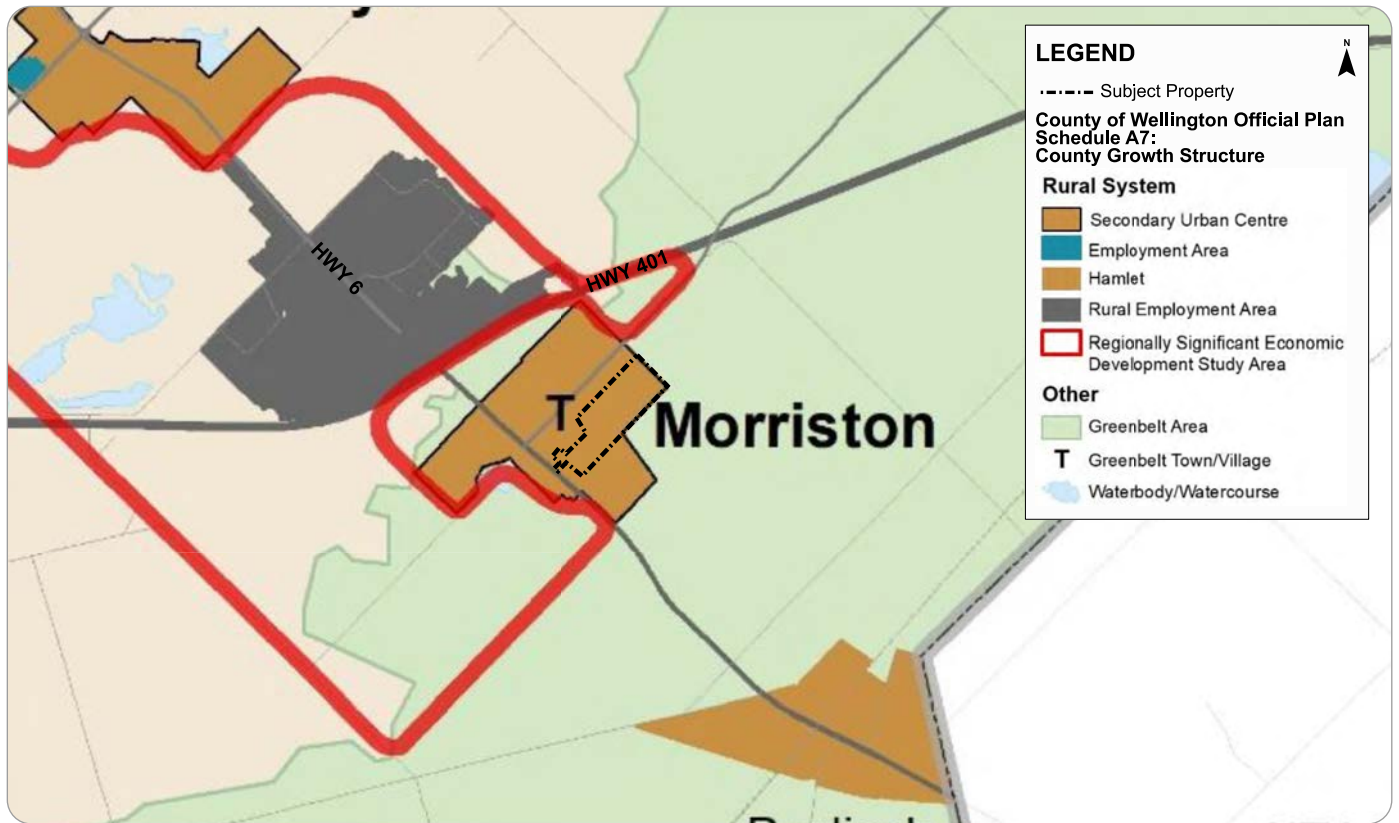 LEGEND
N
Subject Property
County of Wellington Official Plan
Schedule A7:
County Growth Structure
Rural System
Secondary Urban Centre
Employment Area
Hamlet
Rural Employment Area
Regionally Significant Economic
Development Study Area
Other
Greenbelt Area
T Greenbelt Town/Village
Waterbody/Watercourse
HWY 6
HWY 401
T
Morriston